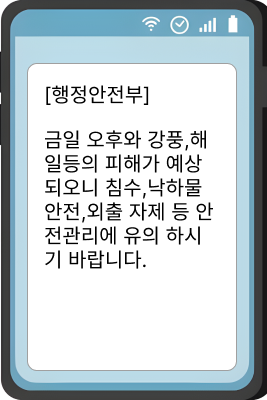 [행정안전부]
금일 오후와 강풍,해
일등의 피해가 예상
되오니 침수,낙하물
안전,외출 자제 등 안
전관리에 유의 하시
기 바랍니다.